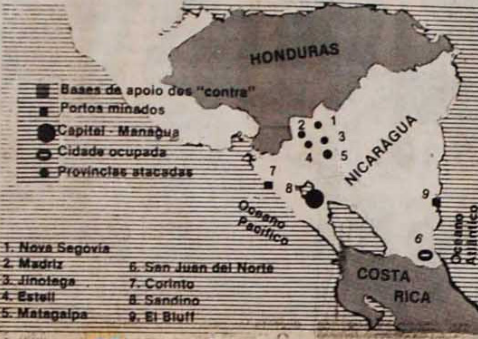 HONDURAS
Bases de apoio dos "contra"
Portos minados
Capital - Managua
Cidade ocupada
Províncias atacadas
NICARÁGUA
1
2
3
4
5
7
8
9
6
Oceano
Pacífico
Oceano
Atlântico
COSTA
RICA
1. Nova Segóvia
2. Madriz
3. Jinotega
4. Estelí
5. Matagalpa
6. San Juan del Norte
7. Corinto
8. Sandino
9. El Bluff